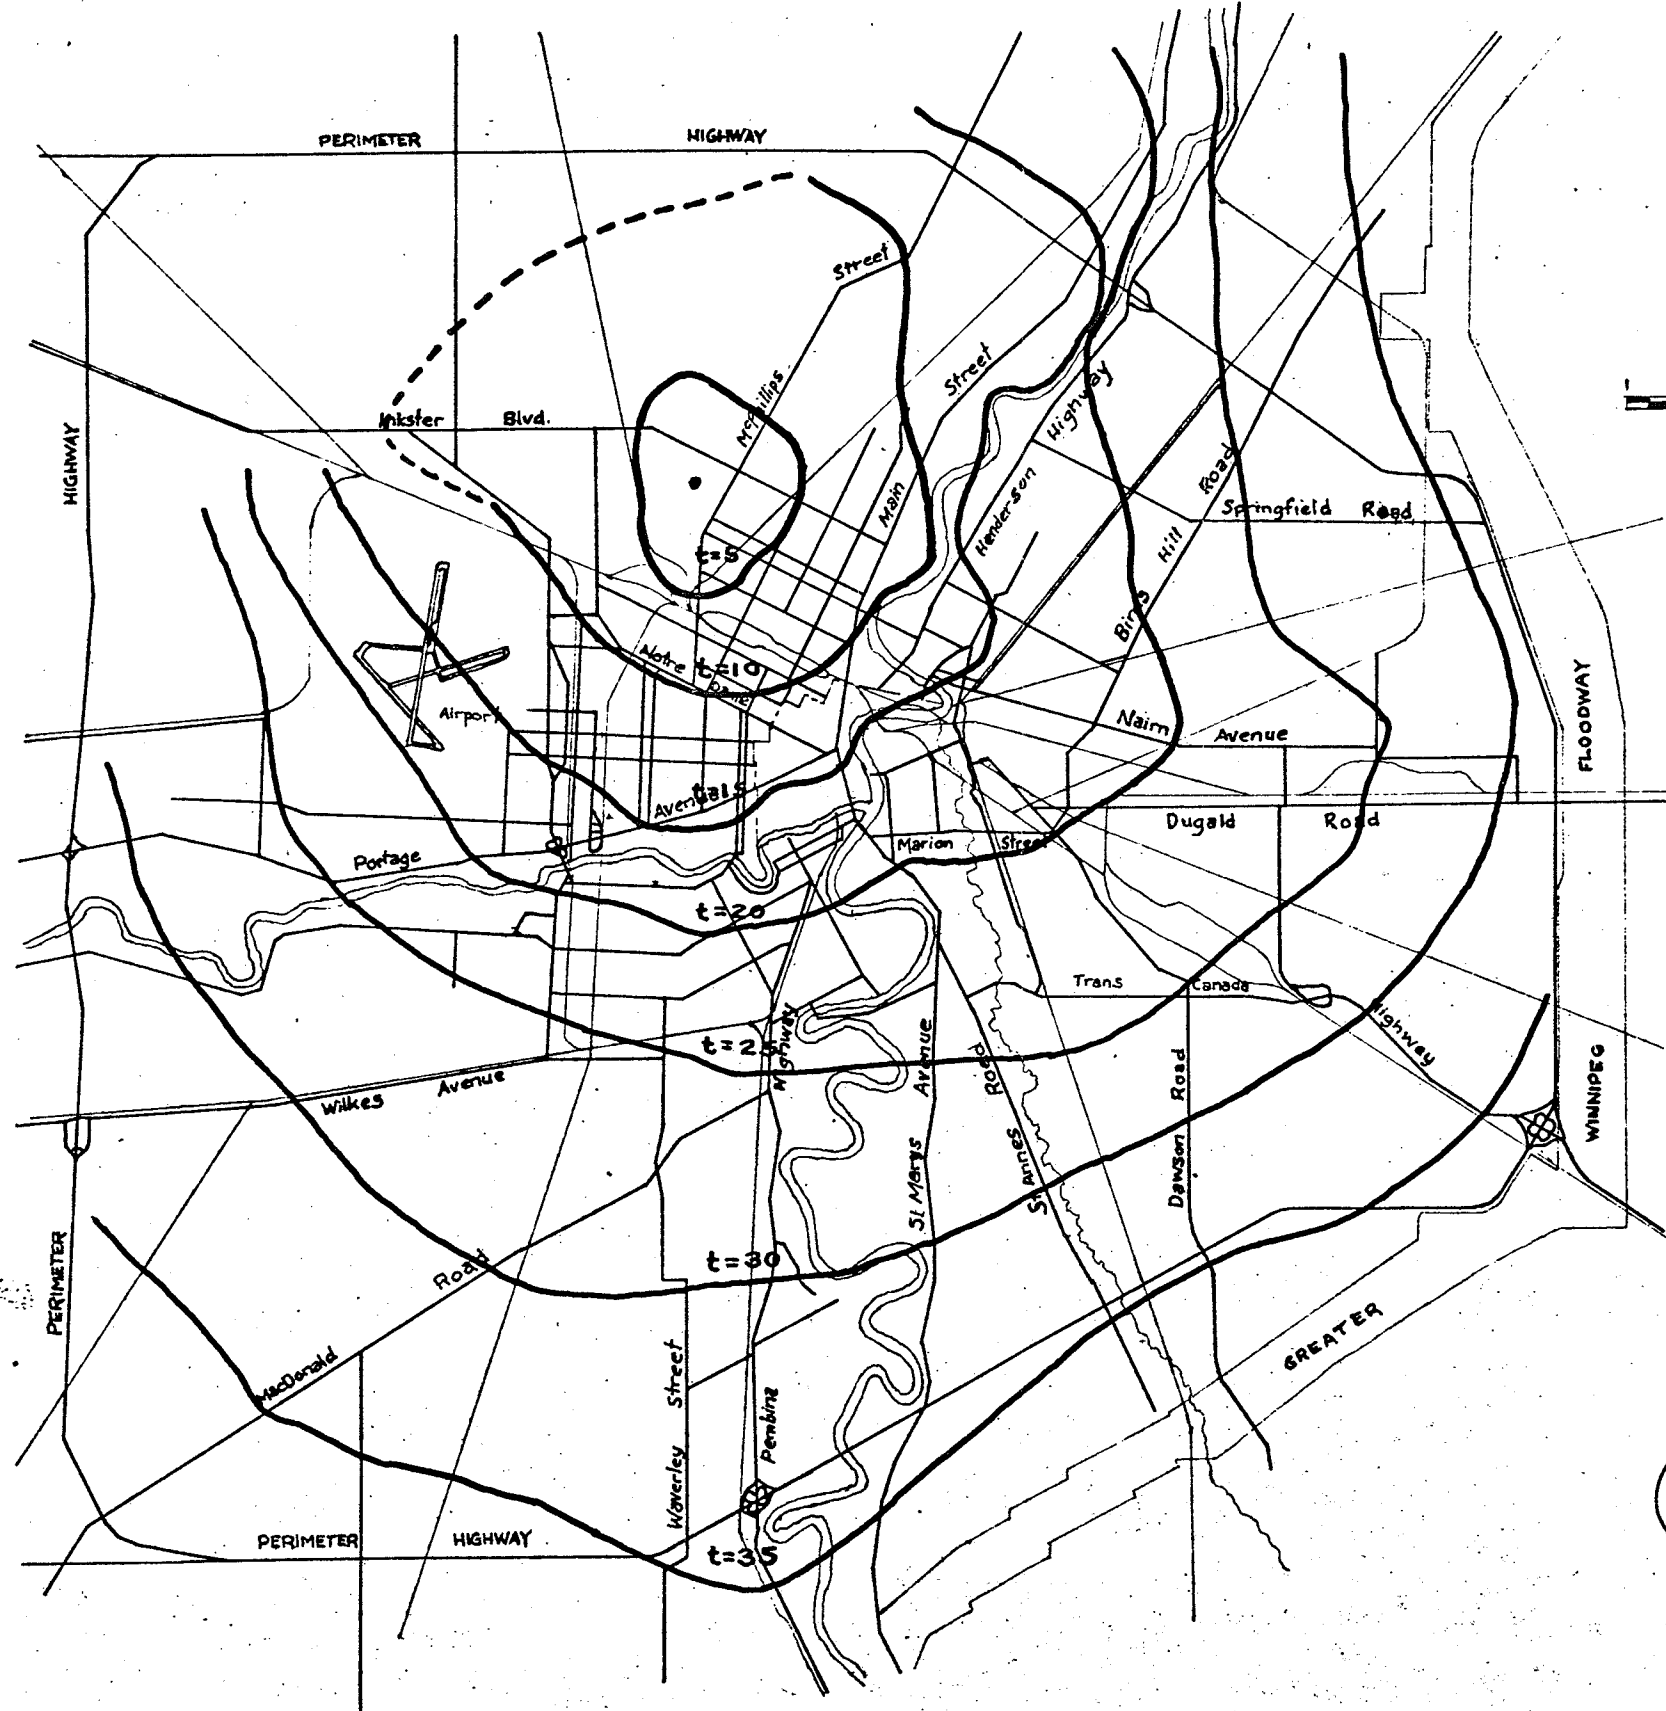 PERIMETER HIGHWAY
Street
McPhillips
Street
Inkster Blvd.
HIGHWAY
Highway
Main
Henderson
Road
Springfield Road
Hill
t=5
Birds
Notre t=10
Dame
Airport
Nairn Avenue
FLOODWAY
Avenue t=15
Portage
Marion Street
Dugald Road
t=20
Trans Canada
Highway
t=25
Highway
Avenue
Road
Road
Wilkes Avenue
WINNIPEG
St Marys
St Annes
Dawson
PERIMETER
Road
t=30
MacDonald
GREATER
Waverley Street
Pembina
PERIMETER HIGHWAY
t=35